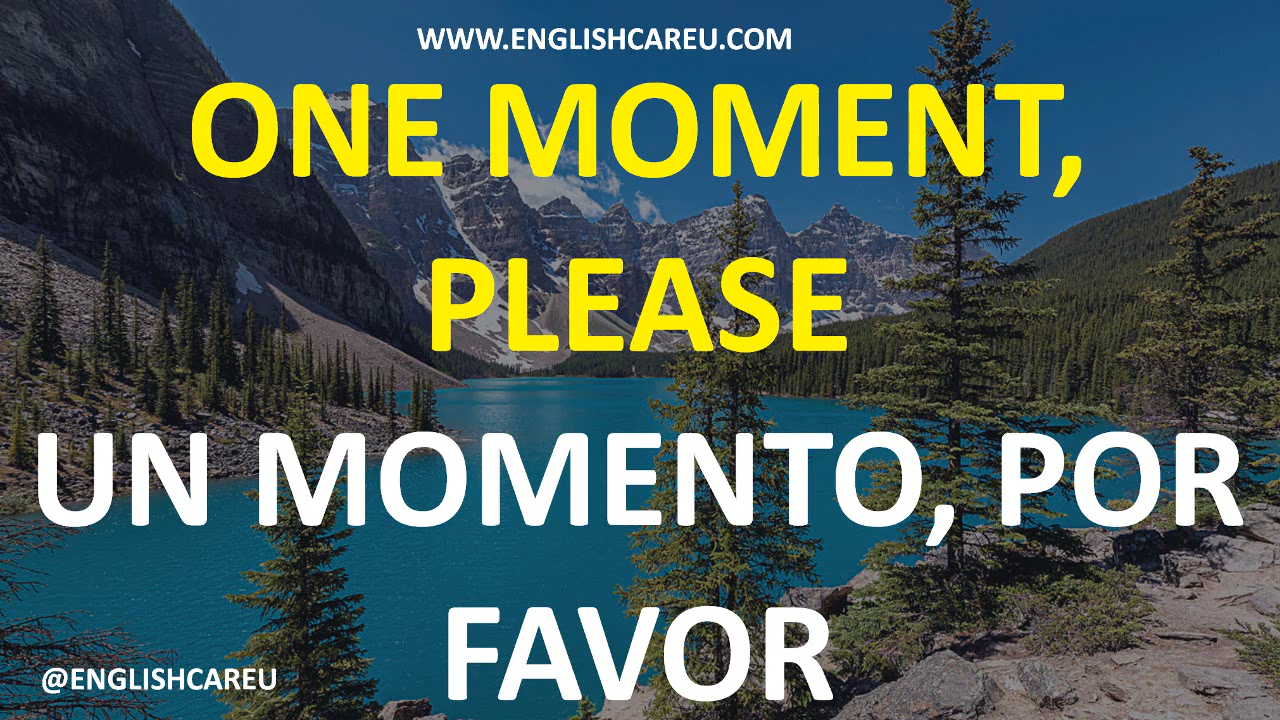 WWW.ENGLISHCAREU.COM
ONE MOMENT,
PLEASE
UN MOMENTO, POR
FAVOR
@ENGLISHCAREU